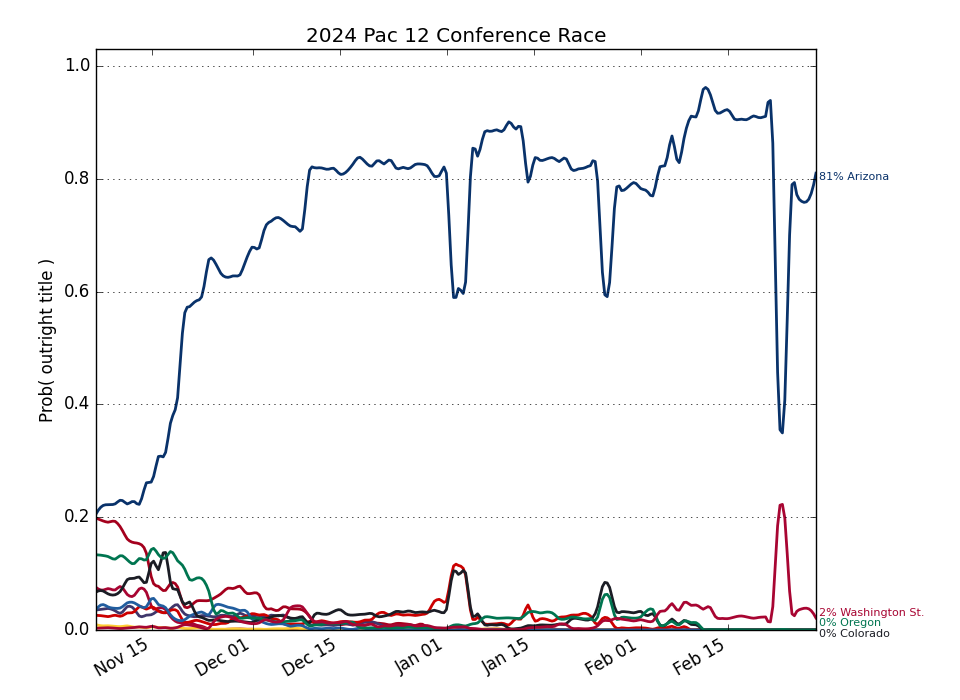 2024 Pac 12 Conference Race
1.0
0.8
0.6
0.4
0.2
0.0
Prob( outright title )
81% Arizona
2% Washington St.
0% Oregon
0% Colorado
Nov 15
Dec 01
Dec 15
Jan 01
Jan 15
Feb 01
Feb 15